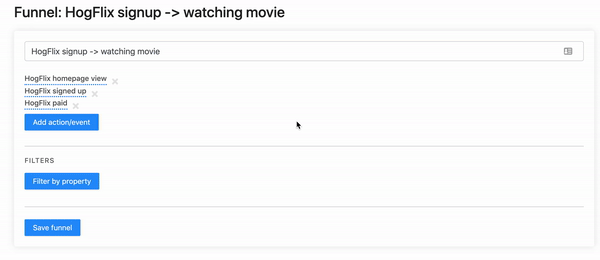 Funnel: HogFlix signup -> watching movie
HogFlix signup -> watching movie
HogFlix homepage view
HogFlix signed up
HogFlix paid
Add action/event
FILTERS
Filter by property
Save funnel